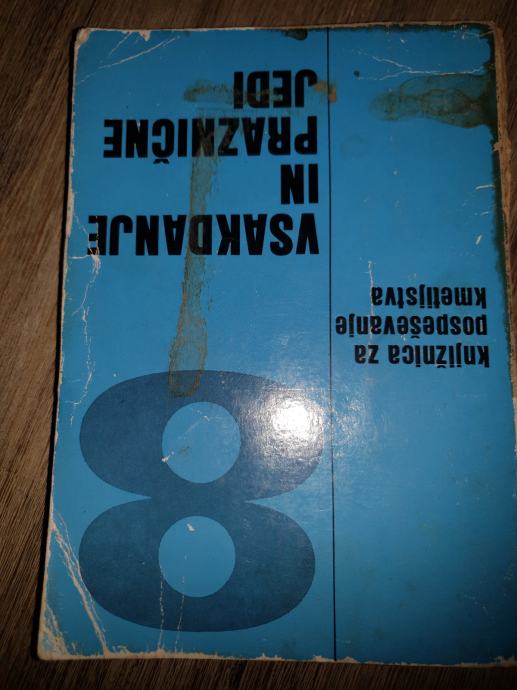 8
knjižnica za
pospeševanje
kmetijstva
VSAKDANJE
IN
PRAZNIČNE
JEDI